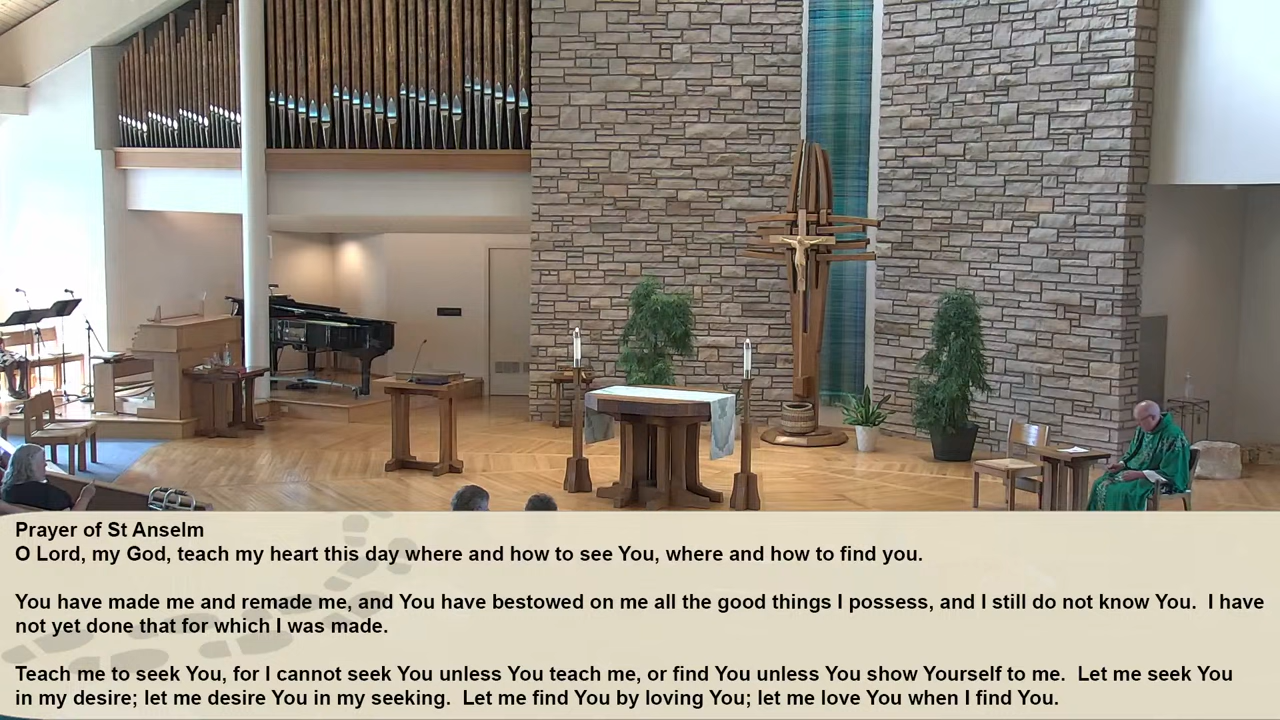 Prayer of St Anselm
O Lord, my God, teach my heart this day where and how to see You, where and how to find you.
You have made me and remade me, and You have bestowed on me all the good things I possess, and I still do not know You.  I have
not yet done that for which I was made.
Teach me to seek You, for I cannot seek You unless You teach me, or find You unless You show Yourself to me.  Let me seek You
in my desire; let me desire You in my seeking.  Let me find You by loving You; let me love You when I find You.